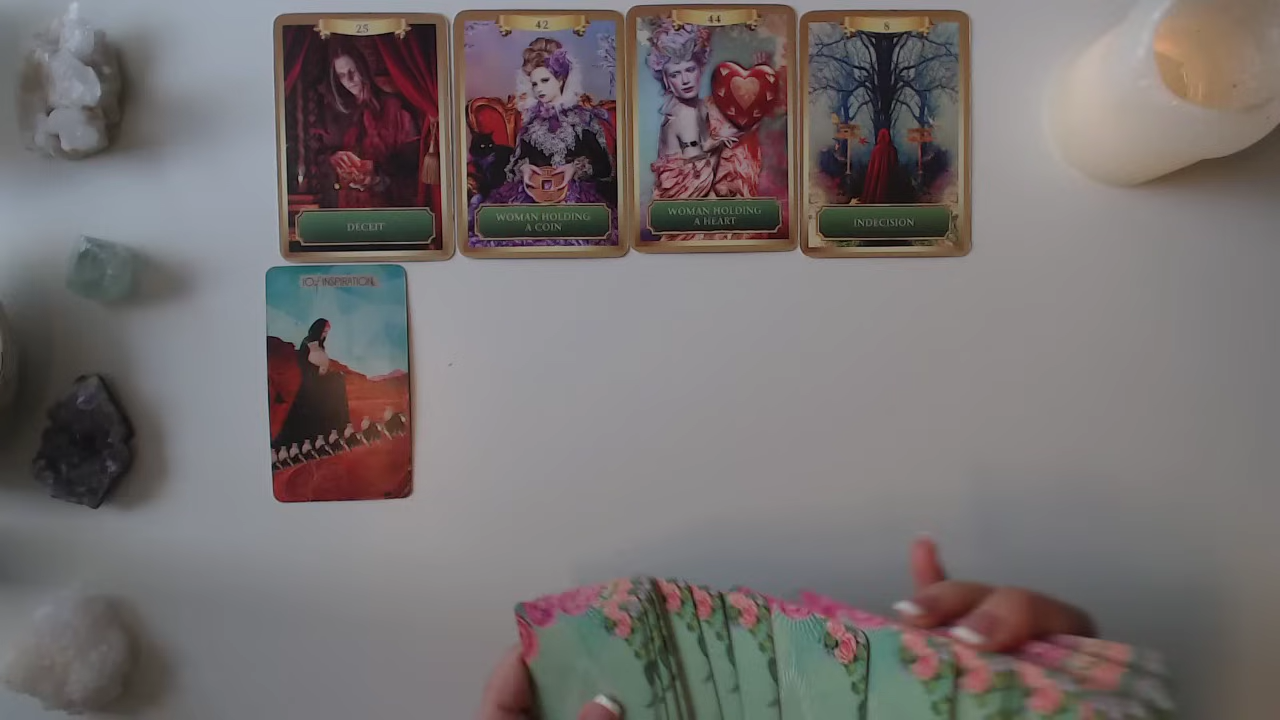 25
DECEIT
42
WOMAN HOLDING
A COIN
44
WOMAN HOLDING
A HEART
8
INDECISION
10/ INSPIRATION